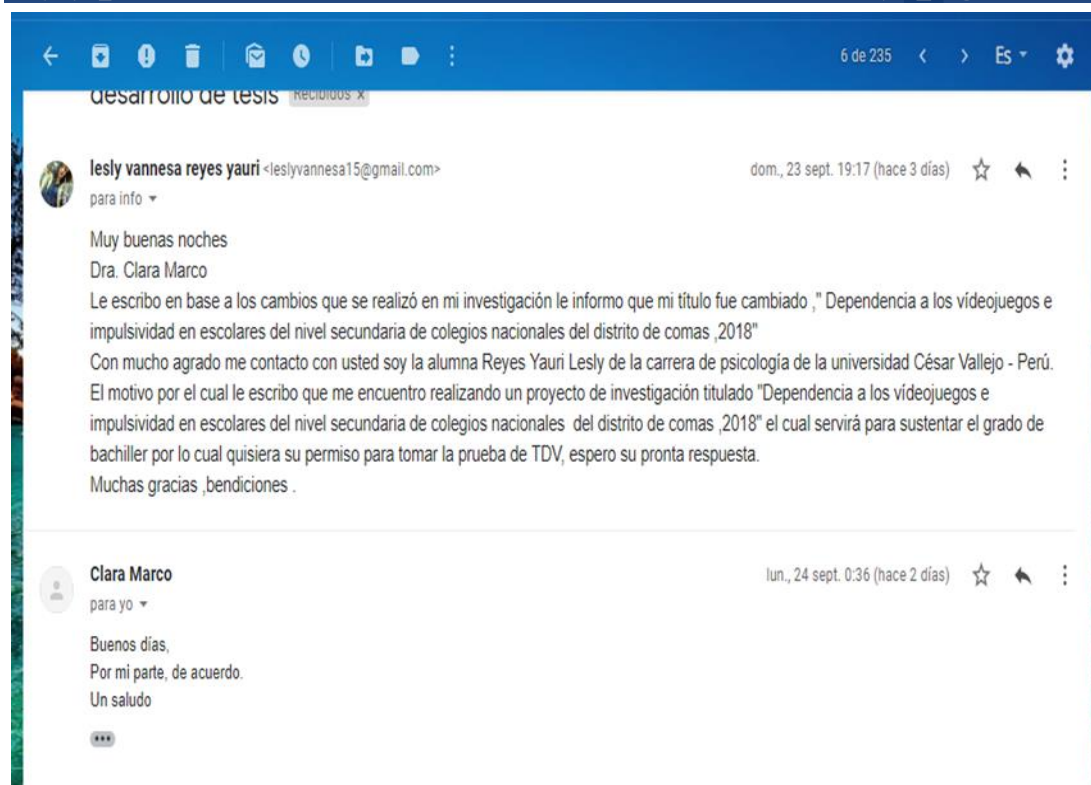 6 de 235
Es
desarrollo de tesis Recibidos x
lesly vannesa reyes yauri <leslyvannesa15@gmail.com>
dom., 23 sept. 19:17 (hace 3 días)
para info
Muy buenas noches
Dra. Clara Marco
Le escribo en base a los cambios que se realizó en mi investigación le informo que mi título fue cambiado ," Dependencia a los vídeojuegos e
impulsividad en escolares del nivel secundaria de colegios nacionales del distrito de comas ,2018"
Con mucho agrado me contacto con usted soy la alumna Reyes Yauri Lesly de la carrera de psicología de la universidad César Vallejo - Perú.
El motivo por el cual le escribo que me encuentro realizando un proyecto de investigación titulado "Dependencia a los vídeojuegos e
impulsividad en escolares del nivel secundaria de colegios nacionales del distrito de comas ,2018" el cual servirá para sustentar el grado de
bachiller por lo cual quisiera su permiso para tomar la prueba de TDV, espero su pronta respuesta.
Muchas gracias ,bendiciones .
Clara Marco
lun., 24 sept. 0:36 (hace 2 días)
para yo
Buenos días,
Por mi parte, de acuerdo.
Un saludo